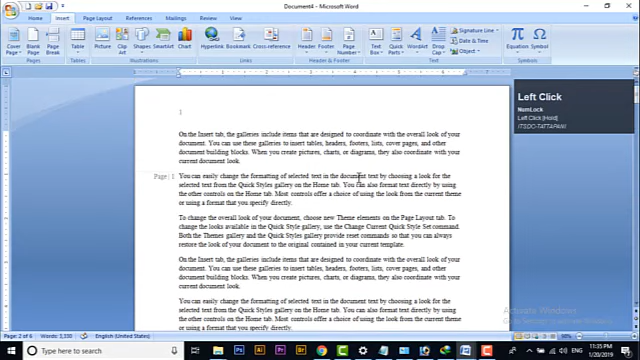 Document4 - Microsoft Word
Home Insert Page Layout References Mailings Review View
Cover Page Blank Page Page Break Table Picture Clip Art Shapes SmartArt Chart Hyperlink Bookmark Cross-reference Header Footer Page Number Text Box Quick Parts WordArt Drop Cap Signature Line Date & Time Object Equation Symbol
Pages Tables Illustrations Links Header & Footer Text Symbols
Left Click
NumLock
Left Click [Hold]
ITSDO-TATTAPANI
1
On the Insert tab, the galleries include items that are designed to coordinate with the overall look of your
document. You can use these galleries to insert tables, headers, footers, lists, cover pages, and other
document building blocks. When you create pictures, charts, or diagrams, they also coordinate with your
current document look.
Page | 1
You can easily change the formatting of selected text in the document text by choosing a look for the
selected text from the Quick Styles gallery on the Home tab. You can also format text directly by using
the other controls on the Home tab. Most controls offer a choice of using the look from the current theme
or using a format that you specify directly.
To change the overall look of your document, choose new Theme elements on the Page Layout tab. To
change the looks available in the Quick Style gallery, use the Change Current Quick Style Set command.
Both the Themes gallery and the Quick Styles gallery provide reset commands so that you can always
restore the look of your document to the original contained in your current template.
On the Insert tab, the galleries include items that are designed to coordinate with the overall look of your
document. You can use these galleries to insert tables, headers, footers, lists, cover pages, and other
document building blocks. When you create pictures, charts, or diagrams, they also coordinate with your
current document look.
You can easily change the formatting of selected text in the document text by choosing a look for the
selected text from the Quick Styles gallery on the Home tab. You can also format text directly by using
the other controls on the Home tab. Most controls offer a choice of using the look from the current theme
or using a format that you specify directly.
Activate Windows
Page: 2 of 6 English (United States)
Type here to search
ENG
11:35 PM
1/20/2019